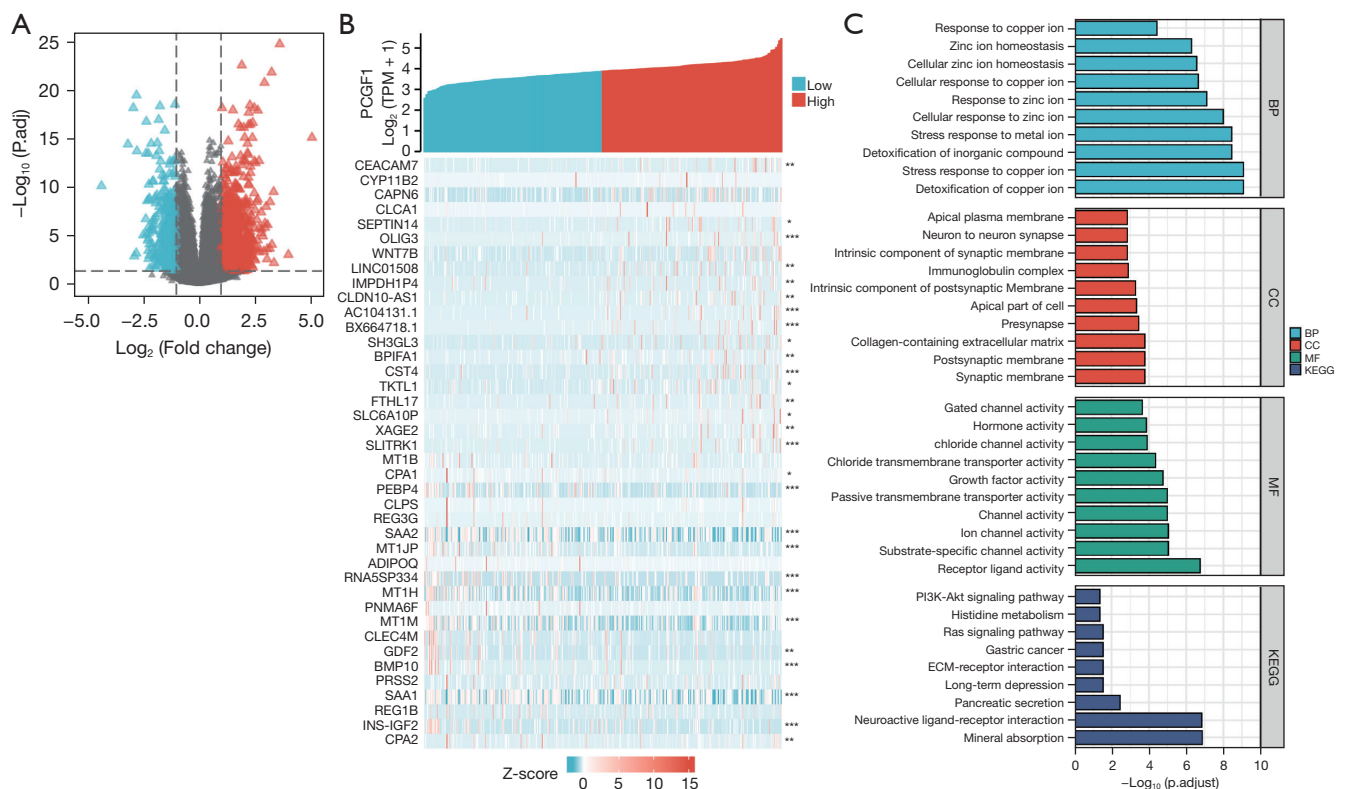 A
25
20
15
10
5
0
−Log₁₀ (P.adj)
−5.0
−2.5
0.0
2.5
5.0
Log₂ (Fold change)
B
PCGF1
Log₂ (TPM + 1)
5
4
3
2
1
0
Low
High
CEACAM7 **
CYP11B2
CAPN6
CLCA1
SEPTIN14 *
OLIG3 ***
WNT7B
LINC01508 **
IMPDH1P4 **
CLDN10-AS1 **
AC104131.1 ***
BX664718.1 ***
SH3GL3 *
BPIFA1 **
CST4 ***
TKTL1 *
FTHL17 **
SLC6A10P *
XAGE2 **
SLITRK1 ***
MT1B
CPA1 *
PEBP4 ***
CLPS
REG3G
SAA2 ***
MT1JP ***
ADIPOQ
RNA5SP334 ***
MT1H ***
PNMA6F
MT1M ***
CLEC4M
GDF2 **
BMP10 ***
PRSS2
SAA1 ***
REG1B
INS-IGF2 ***
CPA2 **
Z-score
0 5 10 15
C
Response to copper ion
Zinc ion homeostasis
Cellular zinc ion homeostasis
Cellular response to copper ion
Response to zinc ion
Cellular response to zinc ion
Stress response to metal ion
Detoxification of inorganic compound
Stress response to copper ion
Detoxification of copper ion
BP
Apical plasma membrane
Neuron to neuron synapse
Intrinsic component of synaptic membrane
Immunoglobulin complex
Intrinsic component of postsynaptic Membrane
Apical part of cell
Presynapse
Collagen-containing extracellular matrix
Postsynaptic membrane
Synaptic membrane
CC
Gated channel activity
Hormone activity
chloride channel activity
Chloride transmembrane transporter activity
Growth factor activity
Passive transmembrane transporter activity
Channel activity
Ion channel activity
Substrate-specific channel activity
Receptor ligand activity
MF
PI3K-Akt signaling pathway
Histidine metabolism
Ras signaling pathway
Gastric cancer
ECM-receptor interaction
Long-term depression
Pancreatic secretion
Neuroactive ligand-receptor interaction
Mineral absorption
KEGG
0 2 4 6 8 10
−Log₁₀ (p.adjust)
BP
CC
MF
KEGG